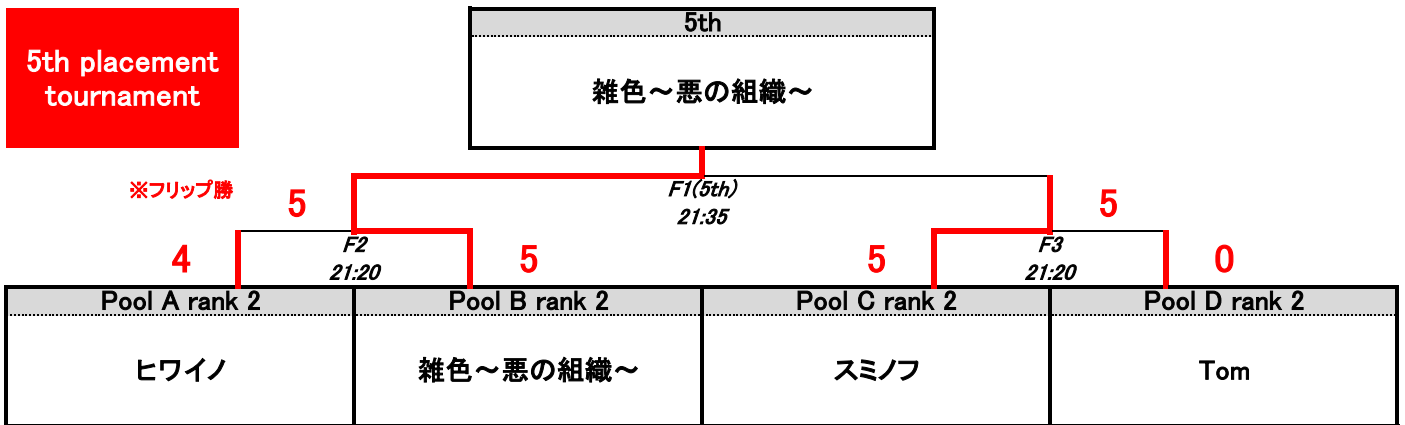 5th placement
tournament
5th
雑色～悪の組織～
※フリップ勝
5
F1(5th)
21:35
5
4
F2
21:20
5
5
F3
21:20
0
Pool A rank 2
Pool B rank 2
Pool C rank 2
Pool D rank 2
ヒワイノ
雑色～悪の組織～
スミノフ
Tom